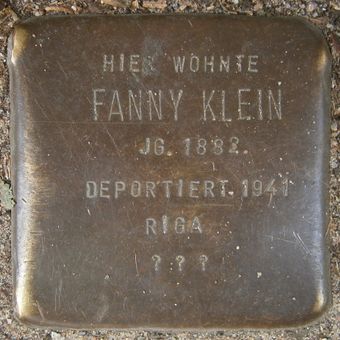 HIER WOHNTE
FANNY KLEIN
JG. 1882.
DEPORTIERT 1941
RIGA
? ? ?